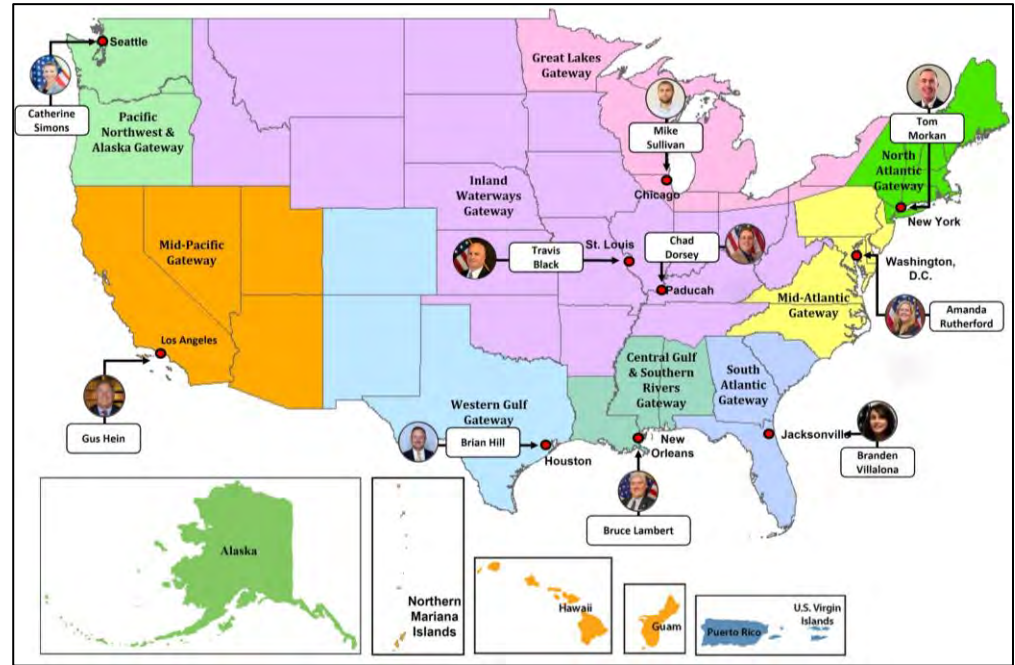 Seattle
Catherine
Simons
Pacific
Northwest &
Alaska Gateway
Great Lakes
Gateway
Mike
Sullivan
Chicago
Tom
Morkan
North
Atlantic
Gateway
New York
Inland
Waterways
Gateway
Mid-Pacific
Gateway
Travis
Black
St. Louis
Chad
Dorsey
Paducah
Washington,
D.C.
Mid-Atlantic
Gateway
Amanda
Rutherford
Los Angeles
Gus Hein
Central Gulf
& Southern
Rivers
Gateway
South
Atlantic
Gateway
Western Gulf
Gateway
Brian Hill
Houston
New
Orleans
Jacksonville
Branden
Villalona
Bruce Lambert
Alaska
Northern
Mariana
Islands
Hawaii
Guam
Puerto Rico
U.S. Virgin
Islands